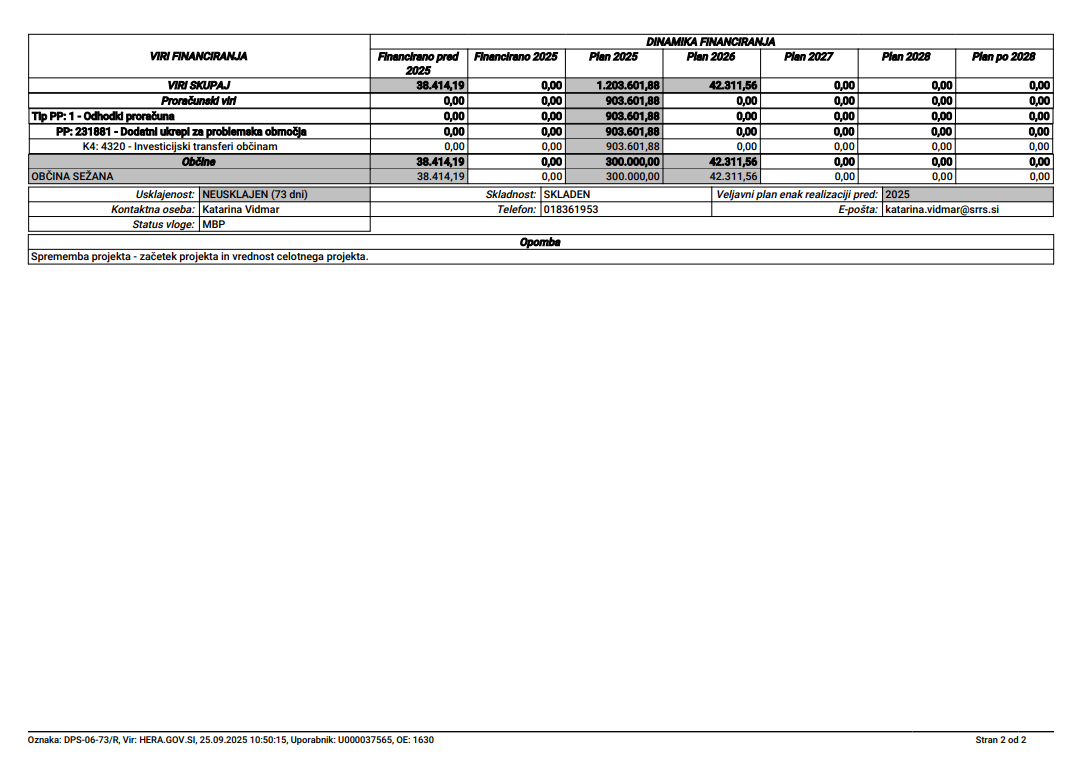 VIRI FINANCIRANJA DINAMIKA FINANCIRANJA
Financirano pred 2025 Financirano 2025 Plan 2025 Plan 2026 Plan 2027 Plan 2028 Plan po 2028
VIRI SKUPAJ 38.414,19 0,00 1.203.601,88 42.311,56 0,00 0,00 0,00
Proračunski viri 0,00 0,00 903.601,88 0,00 0,00 0,00 0,00
Tip PP: 1 - Odhodki proračuna 0,00 0,00 903.601,88 0,00 0,00 0,00 0,00
PP: 231881 - Dodatni ukrepi za problemska območja 0,00 0,00 903.601,88 0,00 0,00 0,00 0,00
K4: 4320 - Investicijski transferi občinam 0,00 0,00 903.601,88 0,00 0,00 0,00 0,00
Občine 38.414,19 0,00 300.000,00 42.311,56 0,00 0,00 0,00
OBČINA SEŽANA 38.414,19 0,00 300.000,00 42.311,56 0,00 0,00 0,00
Usklajenost: NEUSKLAJEN (73 dni) Skladnost: SKLADEN Veljavni plan enak realizaciji pred: 2025
Kontaktna oseba: Katarina Vidmar Telefon: 018361953 E-pošta: katarina.vidmar@srrs.si
Status vloge: MBP
Opomba
Sprememba projekta - začetek projekta in vrednost celotnega projekta.
Oznaka: DPS-06-73/R, Vir: HERA.GOV.SI, 25.09.2025 10:50:15, Uporabnik: U000037565, OE: 1630 Stran 2 od 2